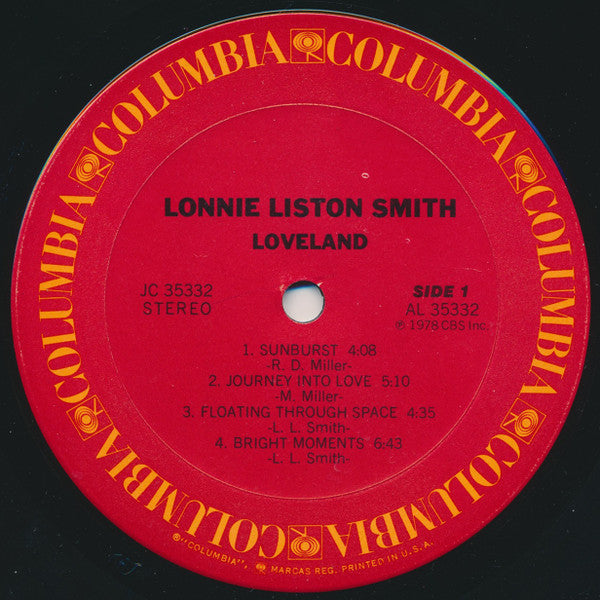 COLUMBIA COLUMBIA COLUMBIA COLUMBIA COLUMBIA COLUMBIA COLUMBIA COLUMBIA
LONNIE LISTON SMITH
LOVELAND
JC 35332
STEREO
SIDE 1
AL 35332
℗ 1978 CBS Inc.
1. SUNBURST 4:08
-R. D. Miller-
2. JOURNEY INTO LOVE 5:10
-M. Miller-
3. FLOATING THROUGH SPACE 4:35
-L. L. Smith-
4. BRIGHT MOMENTS 6:43
-L. L. Smith-
®"COLUMBIA", MARCAS REG. PRINTED IN U.S.A.